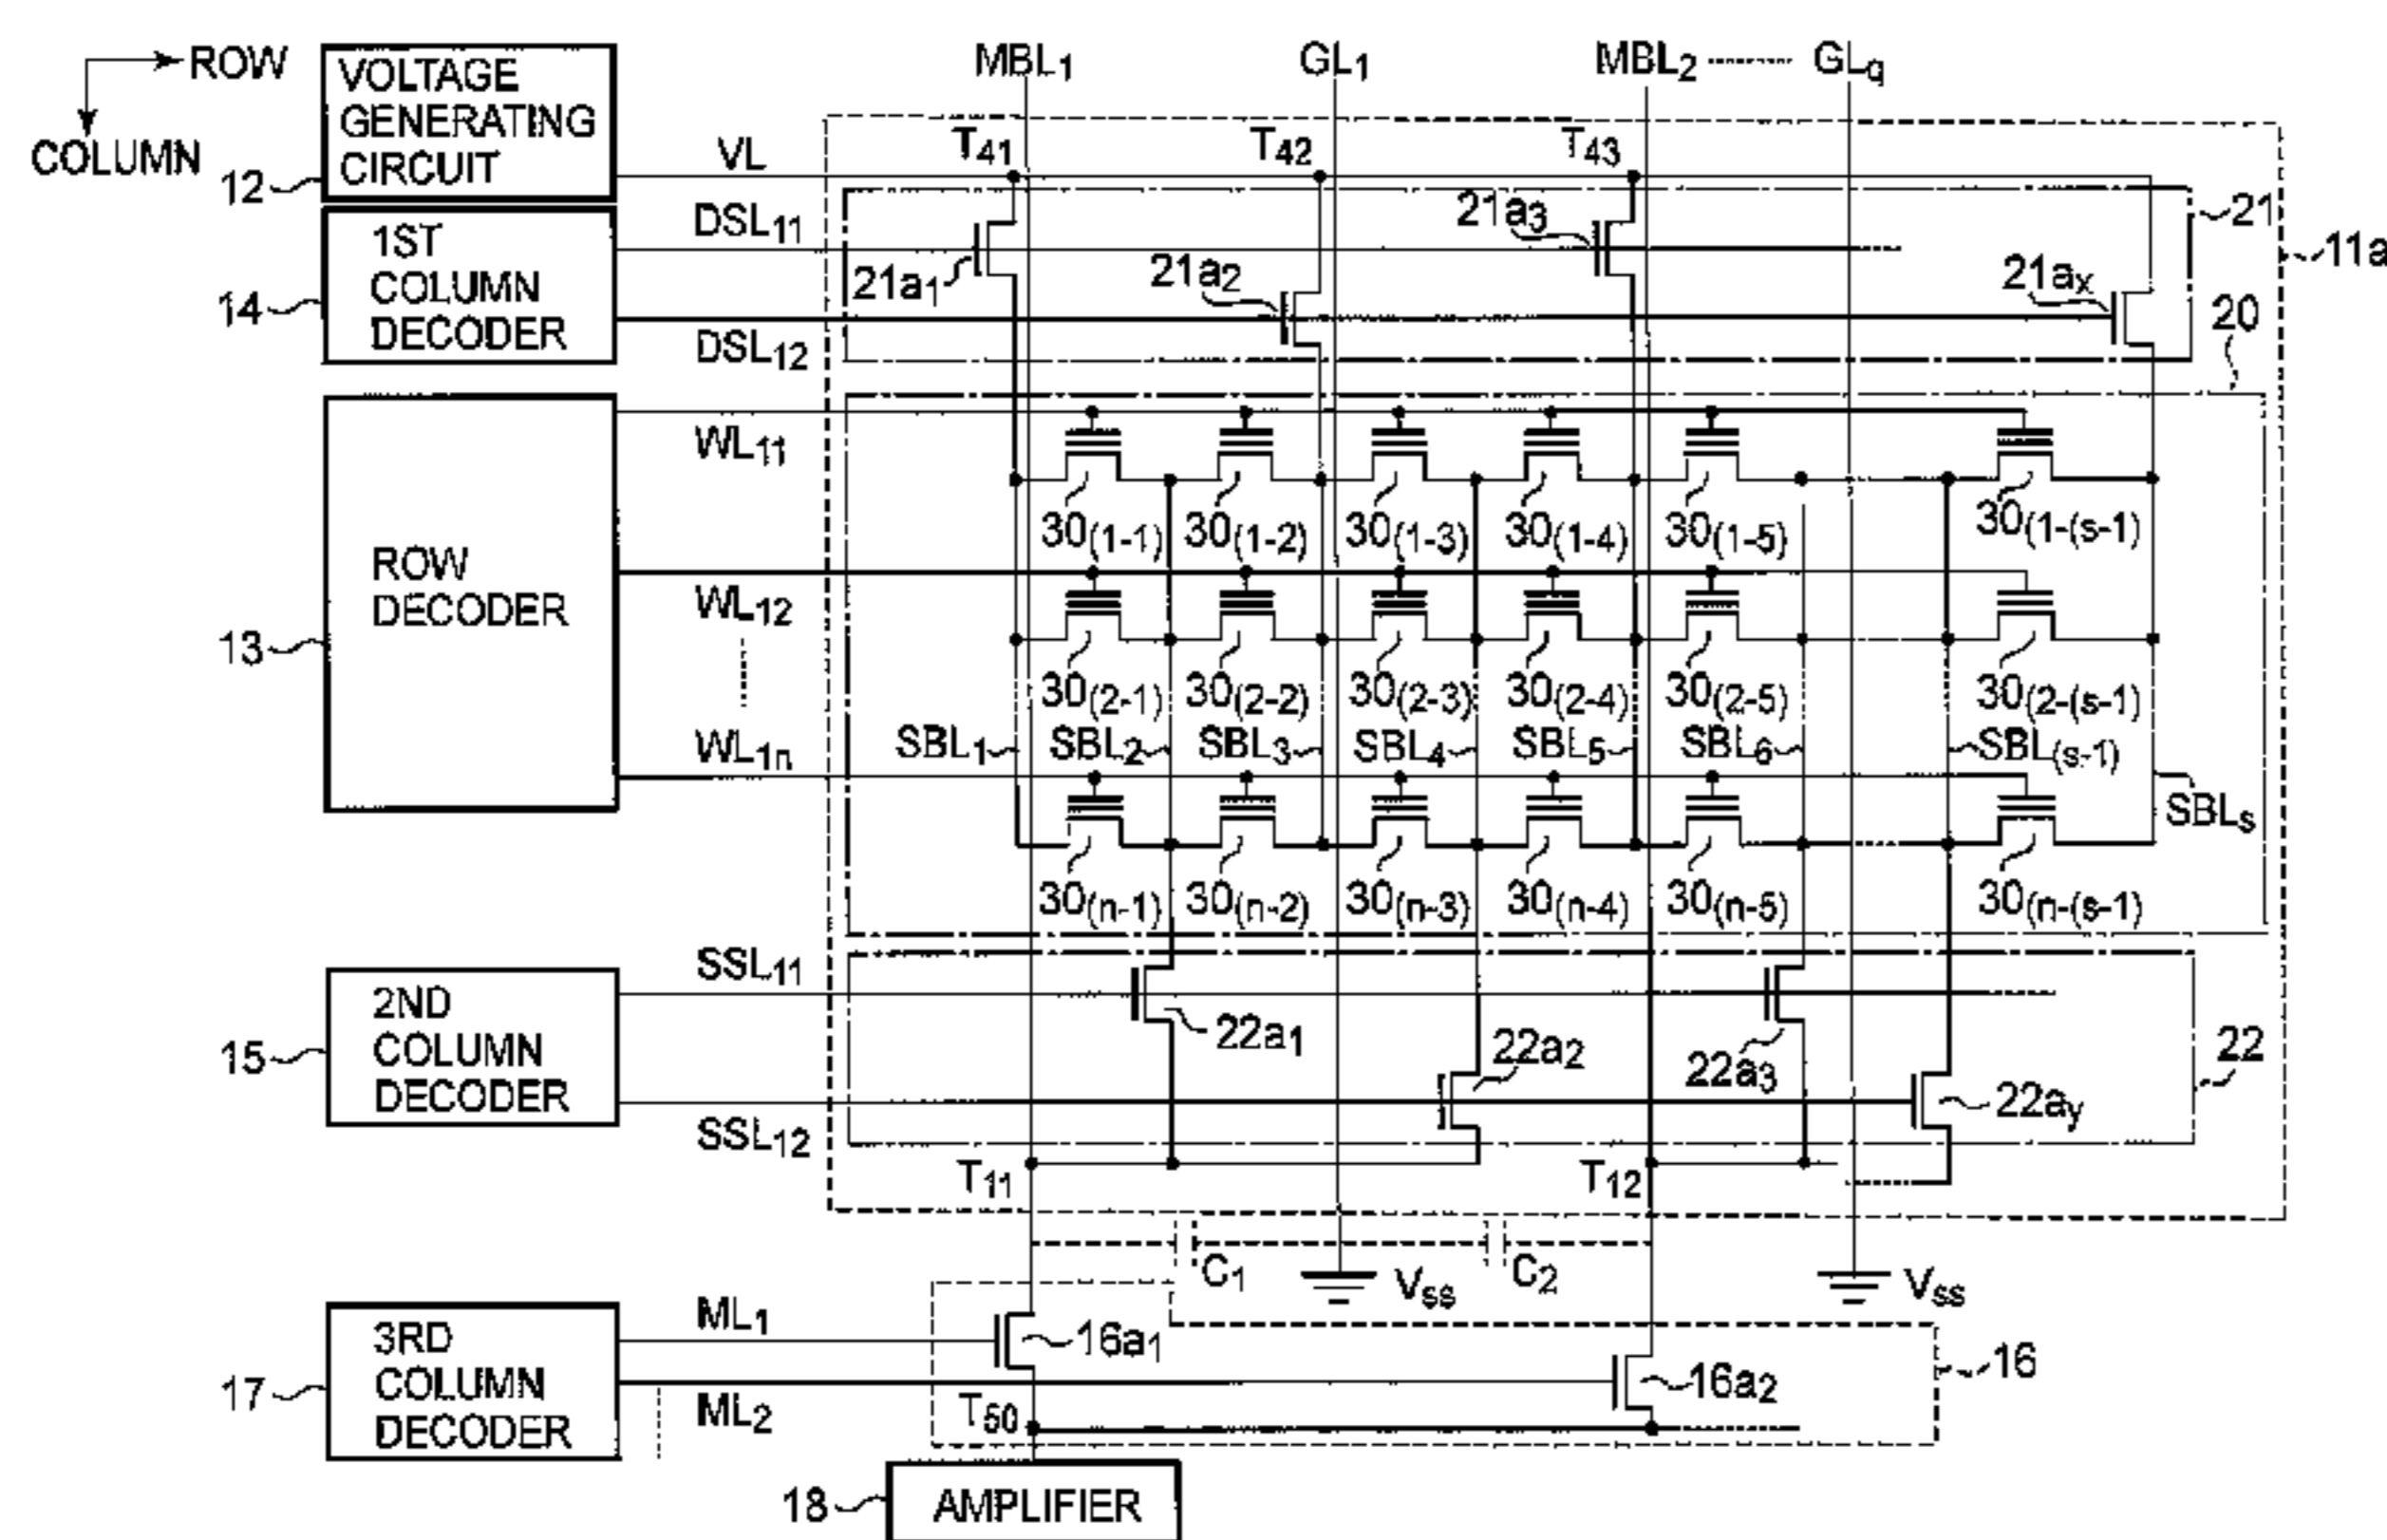 ROW
COLUMN
VOLTAGE
GENERATING
CIRCUIT
12
MBL1 GL1 MBL2 GLq
VL
T41 T42 T43
1ST
COLUMN
DECODER
14
DSL11
DSL12
21a1 21a2 21a3 21ax
21
11a
20
ROW
DECODER
13
WL11
30(1-1) 30(1-2) 30(1-3) 30(1-4) 30(1-5) 30(1-(s-1)
WL12
30(2-1) 30(2-2) 30(2-3) 30(2-4) 30(2-5) 30(2-(s-1)
WL1n
SBL1 SBL2 SBL3 SBL4 SBL5 SBL6 SBL(s-1)
SBLs
30(n-1) 30(n-2) 30(n-3) 30(n-4) 30(n-5) 30(n-(s-1)
2ND
COLUMN
DECODER
15
SSL11
SSL12
22a1 22a2 22a3 22ay
22
T11 T12
C1 Vss C2 Vss
3RD
COLUMN
DECODER
17
ML1
ML2
16a1
16a2
16
T50
18
AMPLIFIER